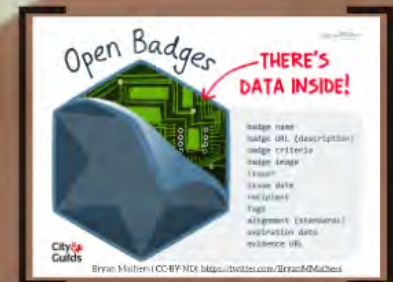 Open Badges
THERE'S
DATA INSIDE!
badge name
badge URL (description)
badge criteria
badge image
issuer
issue date
recipient
tags
alignment (standards)
expiration date
evidence URL
City&
Guilds
Bryan Mathers (CC-BY-ND) https://twitter.com/BryanMMathers